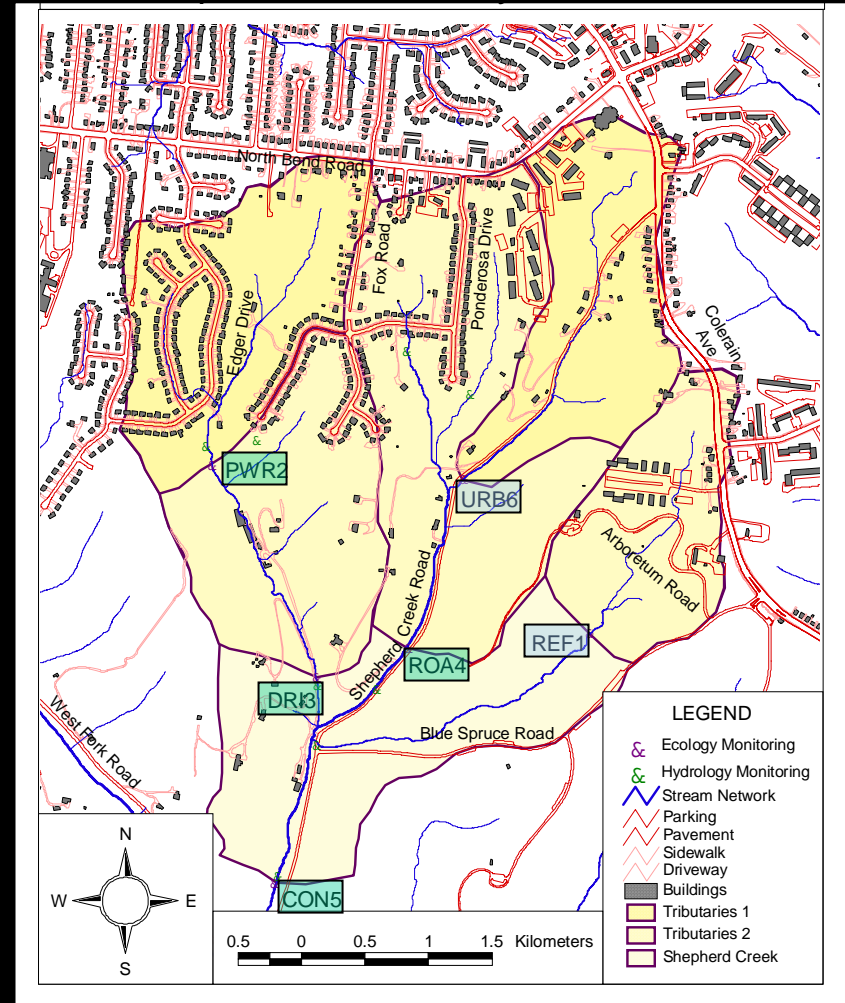 North Bend Road
Fox Road
Ponderosa Drive
Edger Drive
Colerain
Ave
PWR2
URB6
Arboretum Road
Shepherd Creek Road
REF1
ROA4
DRI3
West Fork Road
Blue Spruce Road
CON5
LEGEND
& Ecology Monitoring
& Hydrology Monitoring
Stream Network
Parking
Pavement
Sidewalk
Driveway
Buildings
Tributaries 1
Tributaries 2
Shepherd Creek
N
W E
S
0.5 0 0.5 1 1.5 Kilometers